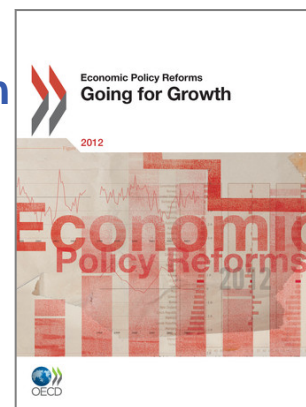 n
Economic Policy Reforms
Going for Growth
2012
Economic
Policy Reforms
2012
OECD